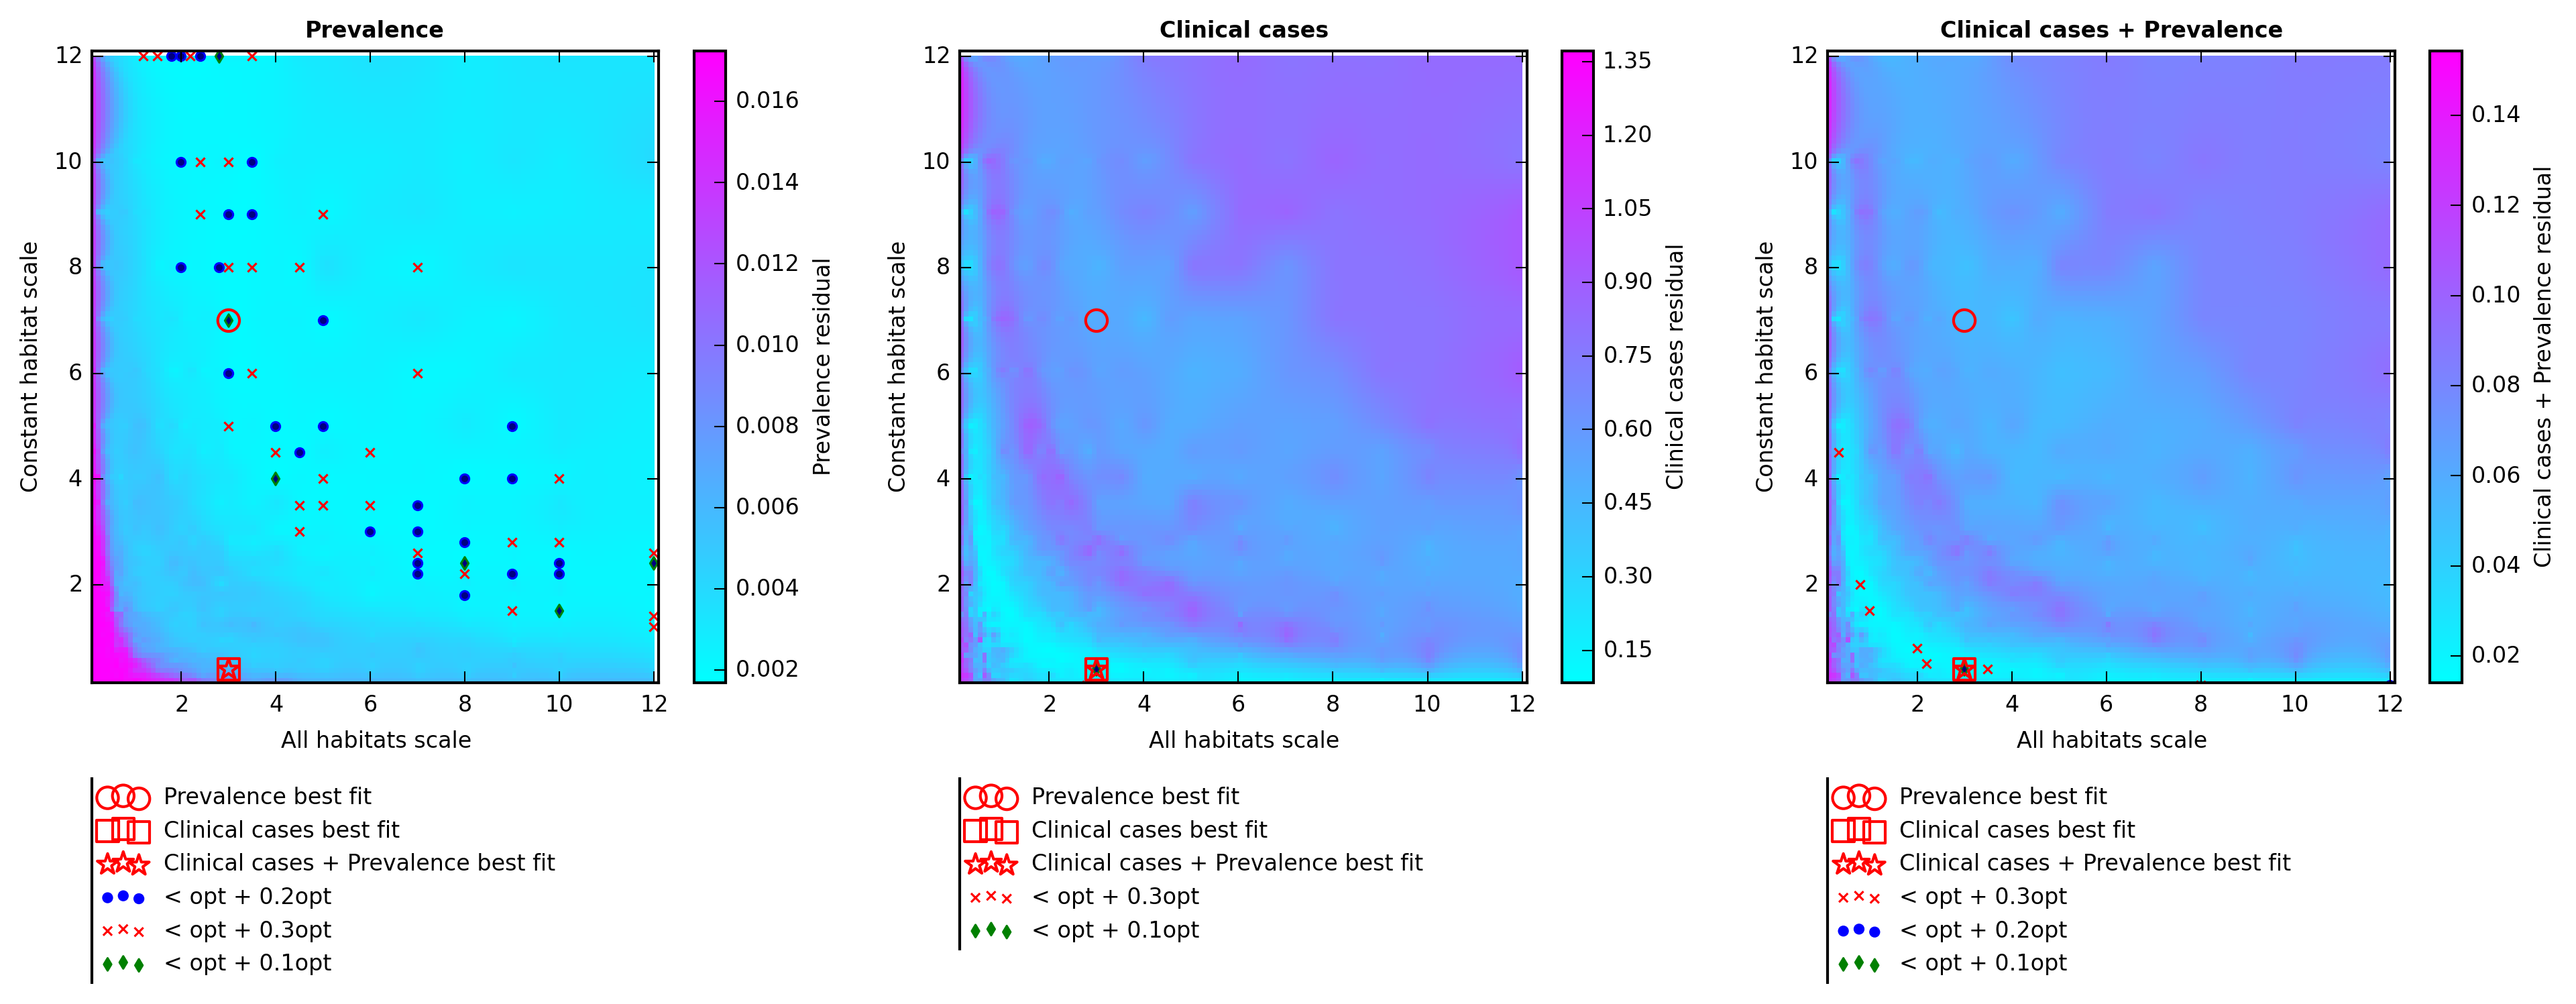 Prevalence
Constant habitat scale
12
10
8
6
4
2
2 4 6 8 10 12
All habitats scale
0.016
0.014
0.012
0.010
0.008
0.006
0.004
0.002
Prevalence residual
Prevalence best fit
Clinical cases best fit
Clinical cases + Prevalence best fit
< opt + 0.2opt
< opt + 0.3opt
< opt + 0.1opt
Clinical cases
Constant habitat scale
12
10
8
6
4
2
2 4 6 8 10 12
All habitats scale
1.35
1.20
1.05
0.90
0.75
0.60
0.45
0.30
0.15
Clinical cases residual
Prevalence best fit
Clinical cases best fit
Clinical cases + Prevalence best fit
< opt + 0.3opt
< opt + 0.1opt
Clinical cases + Prevalence
Constant habitat scale
12
10
8
6
4
2
2 4 6 8 10 12
All habitats scale
0.14
0.12
0.10
0.08
0.06
0.04
0.02
Clinical cases + Prevalence residual
Prevalence best fit
Clinical cases best fit
Clinical cases + Prevalence best fit
< opt + 0.3opt
< opt + 0.2opt
< opt + 0.1opt